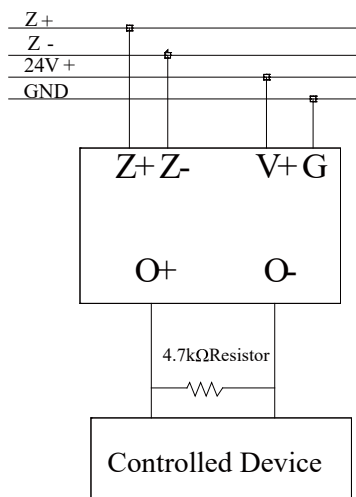 Z+
Z -
24V +
GND
Z+ Z- V+ G
O+ O-
4.7kΩResistor
Controlled Device